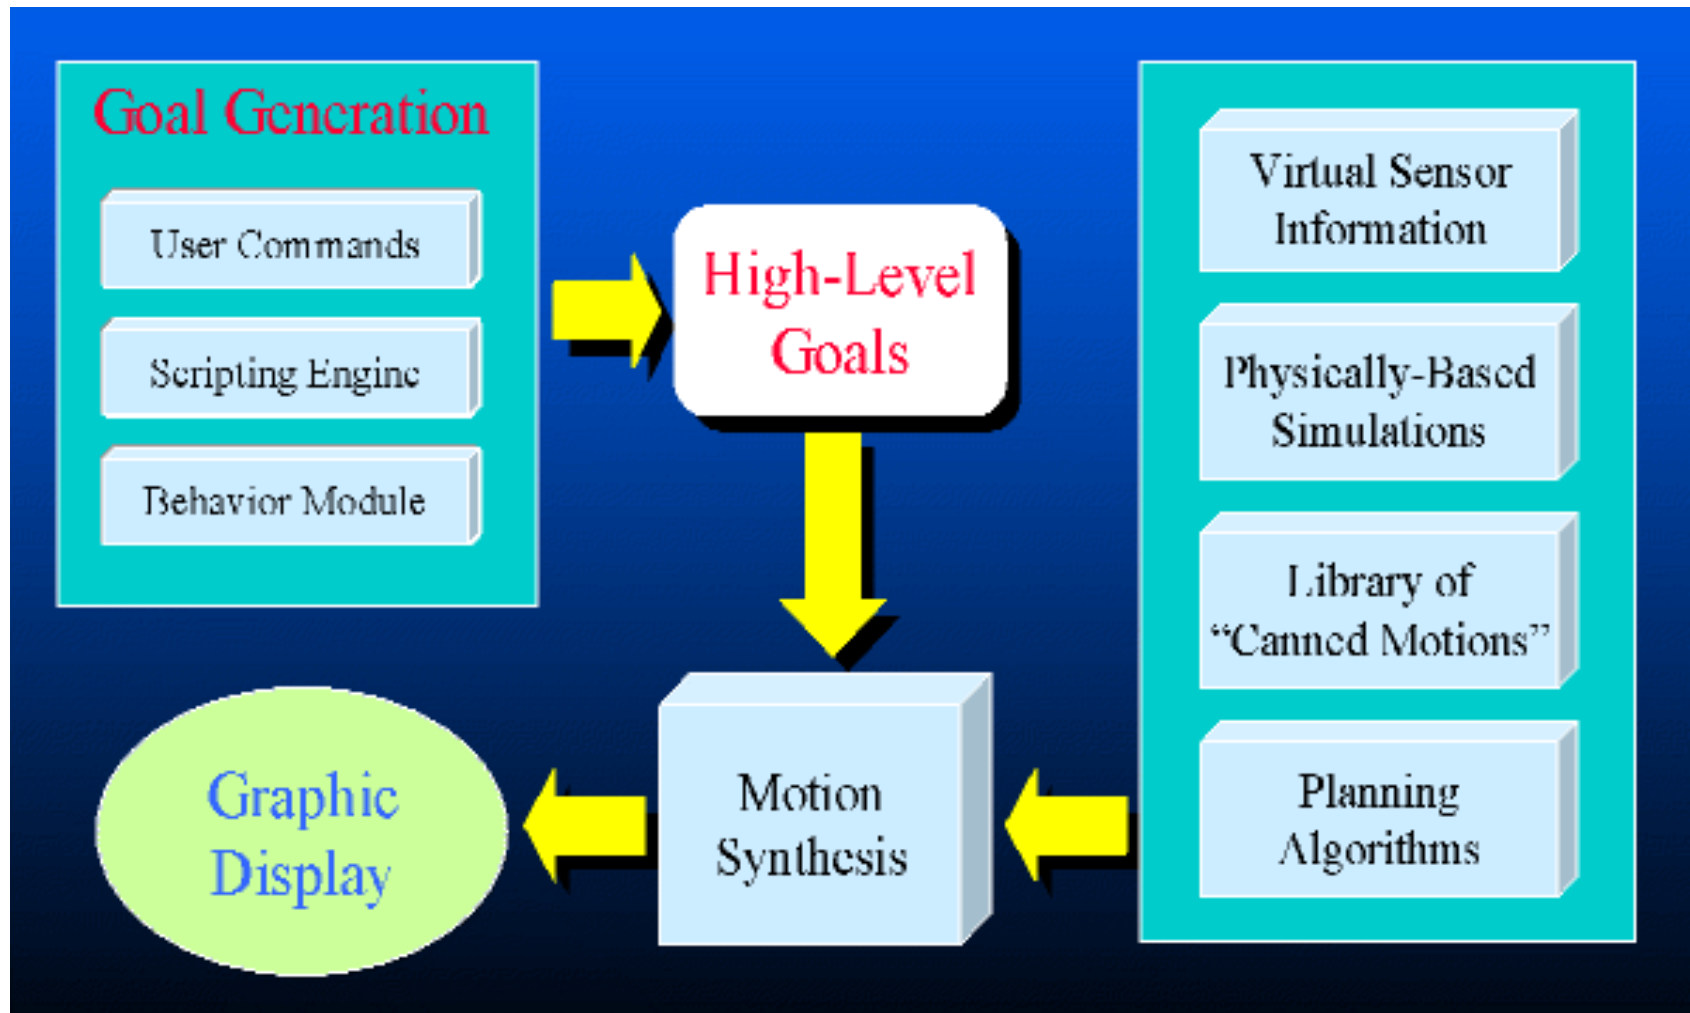 Goal Generation
User Commands
Scripting Engine
Behavior Module
High-Level
Goals
Virtual Sensor
Information
Physically-Based
Simulations
Library of
“Canned Motions”
Planning
Algorithms
Motion
Synthesis
Graphic
Display